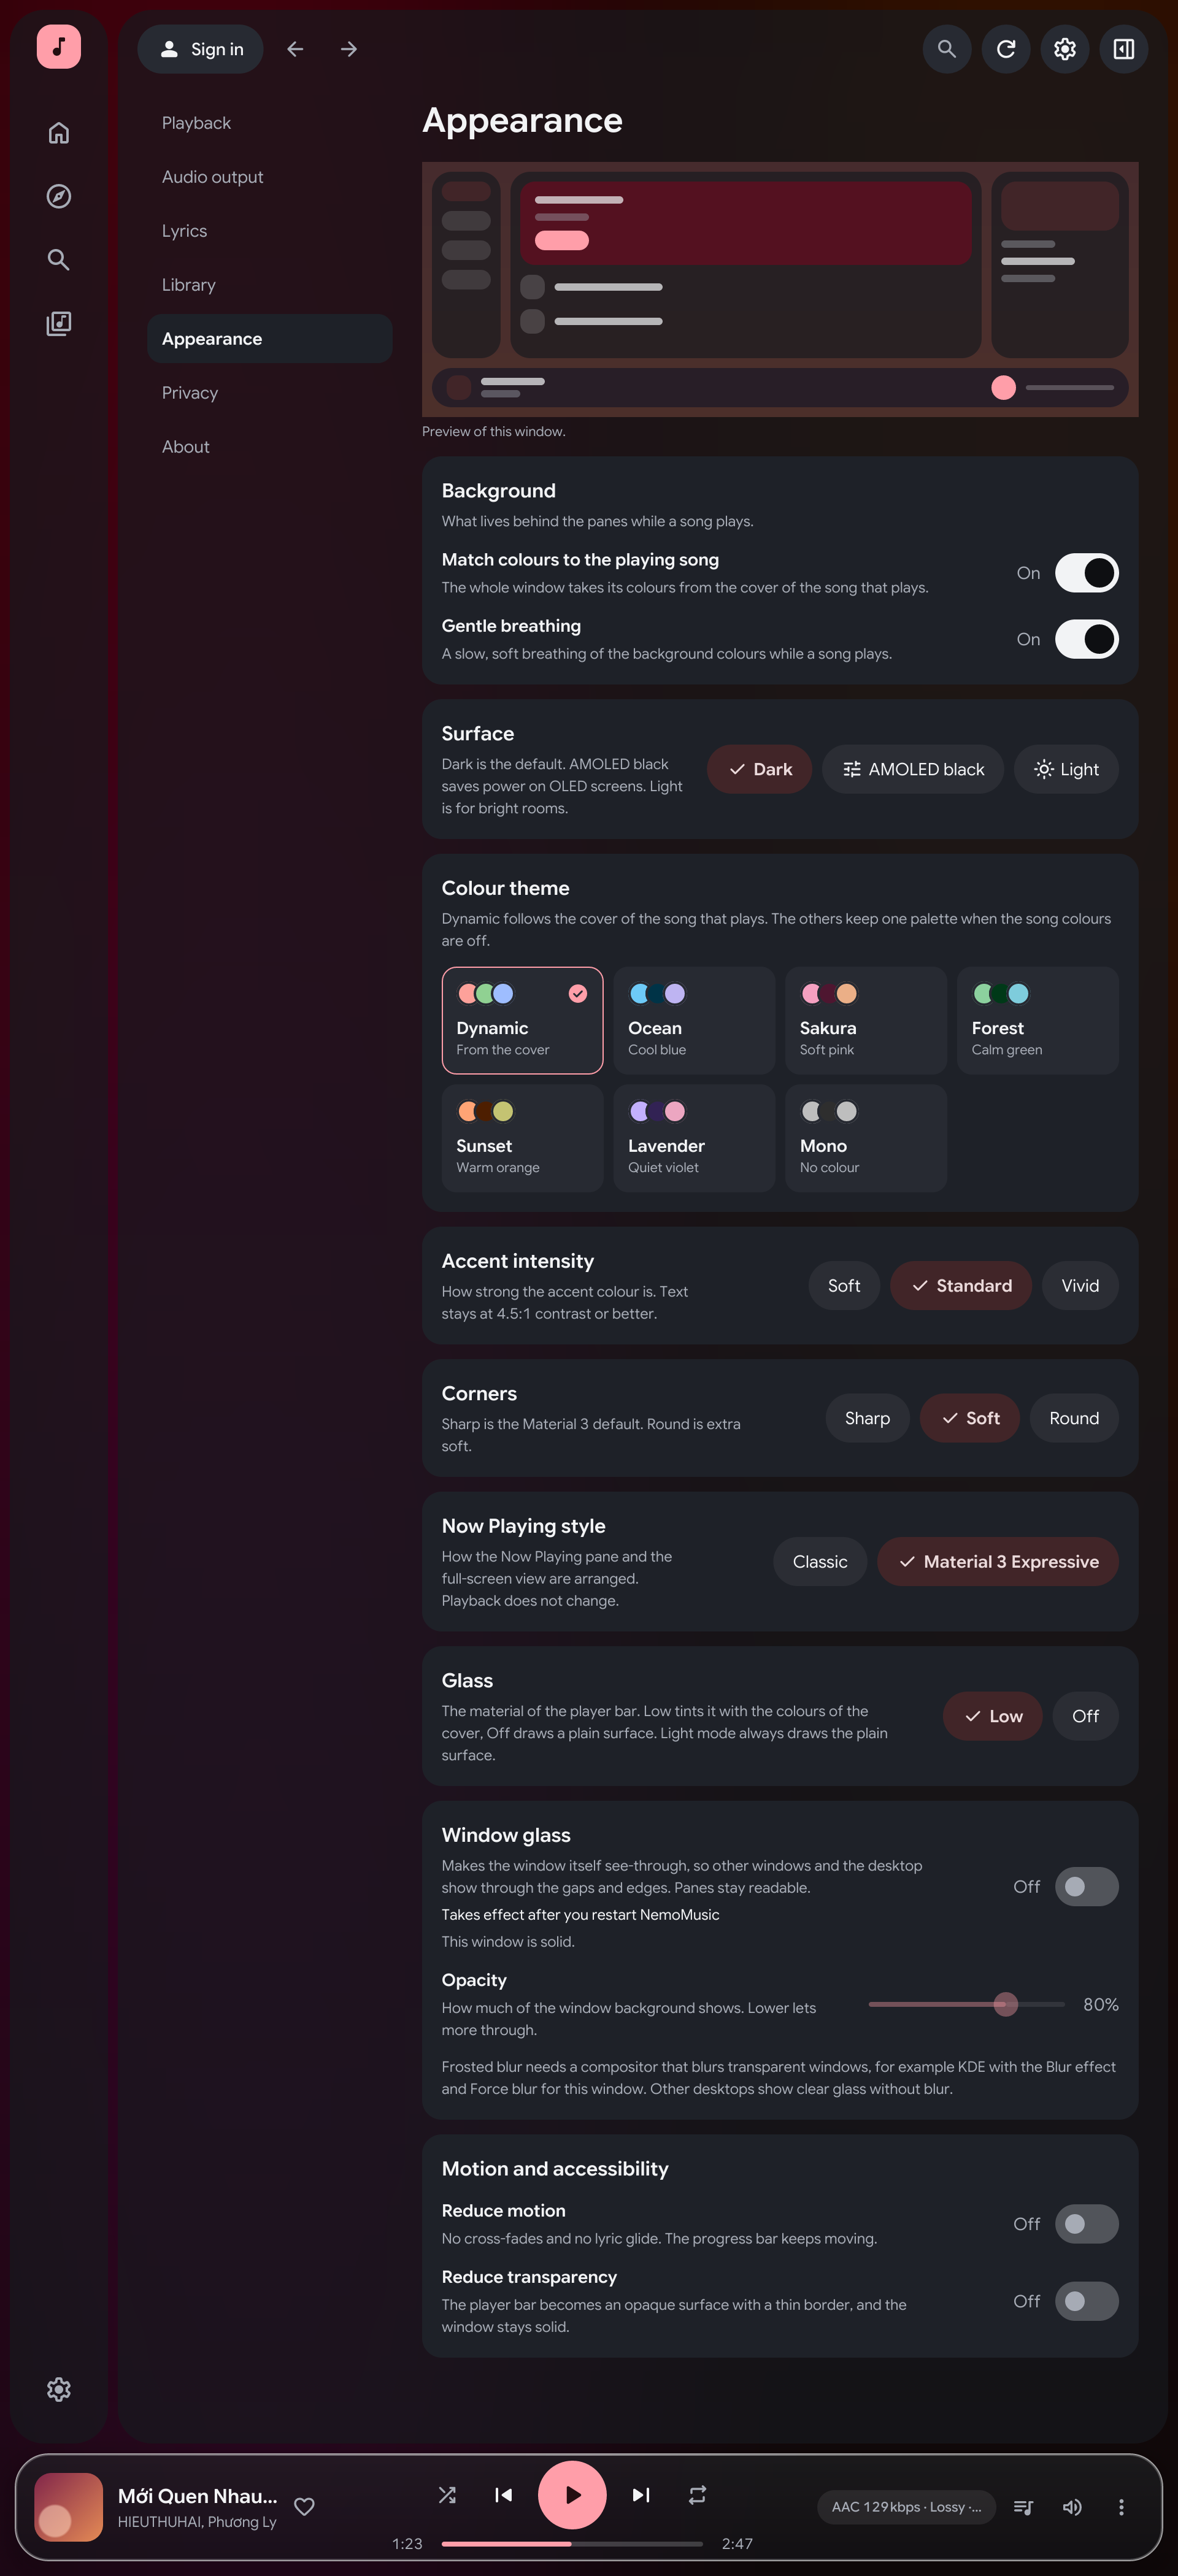 Sign in
Playback
Audio output
Lyrics
Library
Appearance
Privacy
About
Appearance
Preview of this window.
Background
What lives behind the panes while a song plays.
Match colours to the playing song
The whole window takes its colours from the cover of the song that plays.
On
Gentle breathing
A slow, soft breathing of the background colours while a song plays.
On
Surface
Dark is the default. AMOLED black
saves power on OLED screens. Light
is for bright rooms.
Dark
AMOLED black
Light
Colour theme
Dynamic follows the cover of the song that plays. The others keep one palette when the song colours
are off.
Dynamic
From the cover
Ocean
Cool blue
Sakura
Soft pink
Forest
Calm green
Sunset
Warm orange
Lavender
Quiet violet
Mono
No colour
Accent intensity
How strong the accent colour is. Text
stays at 4.5:1 contrast or better.
Soft
Standard
Vivid
Corners
Sharp is the Material 3 default. Round is extra
soft.
Sharp
Soft
Round
Now Playing style
How the Now Playing pane and the
full-screen view are arranged.
Playback does not change.
Classic
Material 3 Expressive
Glass
The material of the player bar. Low tints it with the colours of the
cover, Off draws a plain surface. Light mode always draws the plain
surface.
Low
Off
Window glass
Makes the window itself see-through, so other windows and the desktop
show through the gaps and edges. Panes stay readable.
Takes effect after you restart NemoMusic
This window is solid.
Off
Opacity
How much of the window background shows. Lower lets
more through.
80%
Frosted blur needs a compositor that blurs transparent windows, for example KDE with the Blur effect
and Force blur for this window. Other desktops show clear glass without blur.
Motion and accessibility
Reduce motion
No cross-fades and no lyric glide. The progress bar keeps moving.
Off
Reduce transparency
The player bar becomes an opaque surface with a thin border, and the
window stays solid.
Off
Mới Quen Nhau...
HIEUTHUHAI, Phương Ly
1:23
2:47
AAC 129 kbps · Lossy ·...